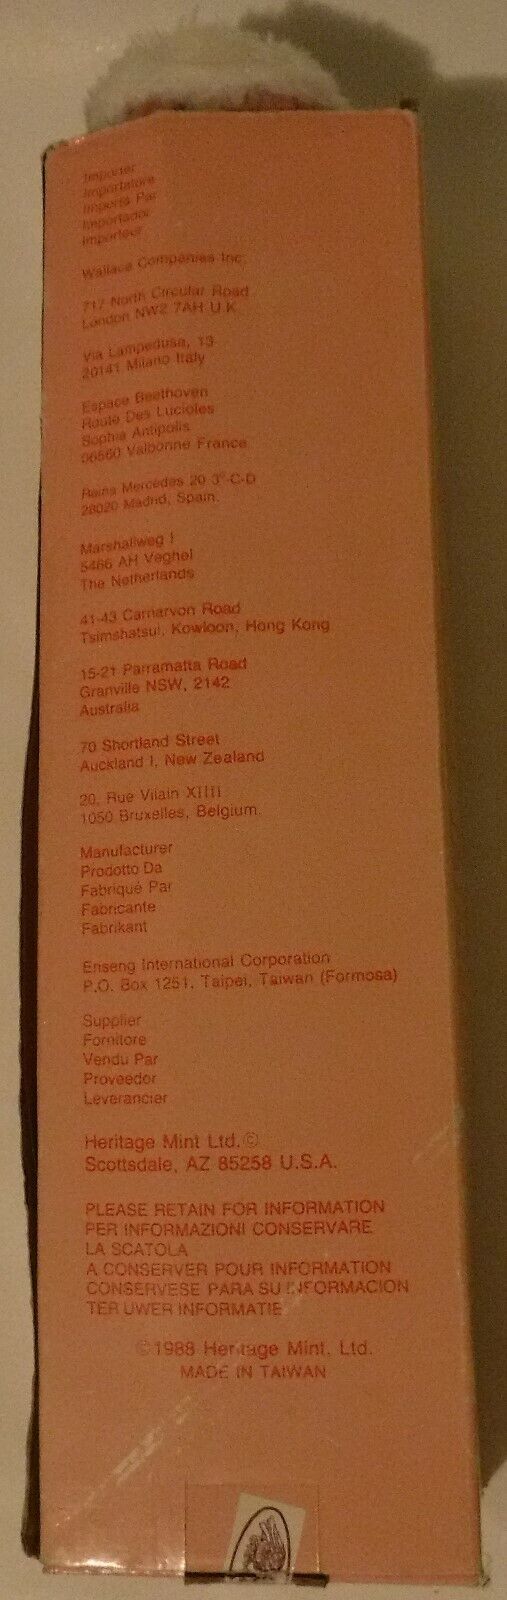 Importer
Importatore
Importé Par
Importador
Importeur
Wallace Companies Inc.
717 North Circular Road
London NW2 7AH U K
Via Lampedusa, 13
20141 Milano Italy
Espace Beethoven
Route Des Lucioles
Sophia Antipolis
06560 Valbonne France
Reina Mercedes 20 3º-C-D
28020 Madrid, Spain.
Marshallweg I
5466 AH Veghel
The Netherlands
41-43 Carnarvon Road
Tsimshatsui, Kowloon, Hong Kong
15-21 Parramatta Road
Granville NSW, 2142
Australia
70 Shortland Street
Auckland I, New Zealand
20, Rue Vilain XIIII
1050 Bruxelles, Belgium.
Manufacturer
Prodotto Da
Fabriqué Par
Fabricante
Fabrikant
Enseng International Corporation
P.O. Box 1251, Taipei, Taiwan (Formosa)
Supplier
Fornitore
Vendu Par
Proveedor
Leverancier
Heritage Mint Ltd.©
Scottsdale, AZ 85258 U.S.A.
PLEASE RETAIN FOR INFORMATION
PER INFORMAZIONI CONSERVARE
LA SCATOLA
A CONSERVER POUR INFORMATION
CONSERVESE PARA SU INFORMACION
TER UWER INFORMATIE
©1988 Heritage Mint, Ltd.
MADE IN TAIWAN